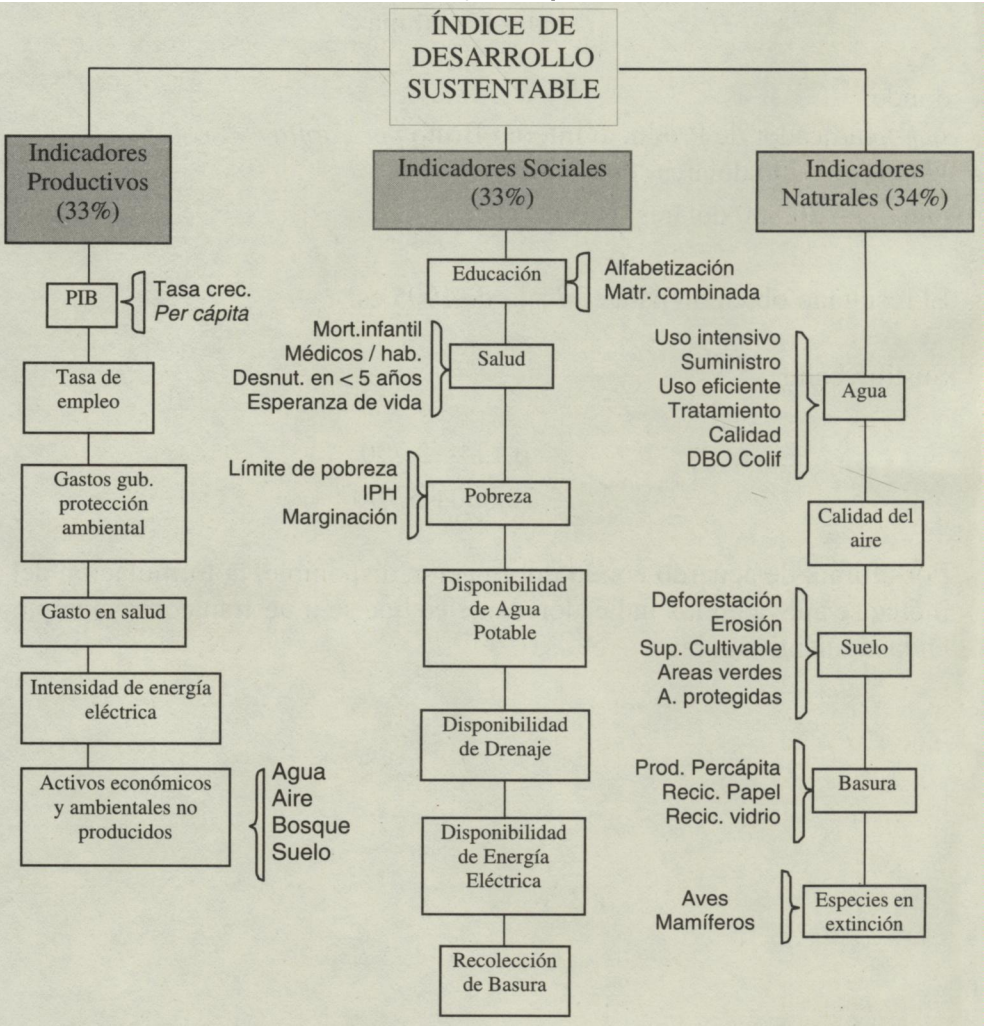 ÍNDICE DE
DESARROLLO
SUSTENTABLE
Indicadores
Productivos
(33%)
PIB
Tasa crec.
Per cápita
Tasa de
empleo
Gastos gub.
protección
ambiental
Gasto en salud
Intensidad de energía
eléctrica
Activos económicos
y ambientales no
producidos
Agua
Aire
Bosque
Suelo
Indicadores Sociales
(33%)
Educación
Alfabetización
Matr. combinada
Mort.infantil
Médicos / hab.
Desnut. en < 5 años
Esperanza de vida
Salud
Límite de pobreza
IPH
Marginación
Pobreza
Disponibilidad
de Agua
Potable
Disponibilidad
de Drenaje
Disponibilidad
de Energía
Eléctrica
Recolección
de Basura
Indicadores
Naturales (34%)
Uso intensivo
Suministro
Uso eficiente
Tratamiento
Calidad
DBO Colif
Agua
Calidad del
aire
Deforestación
Erosión
Sup. Cultivable
Areas verdes
A. protegidas
Suelo
Prod. Percápita
Recic. Papel
Recic. vidrio
Basura
Aves
Mamíferos
Especies en
extinción